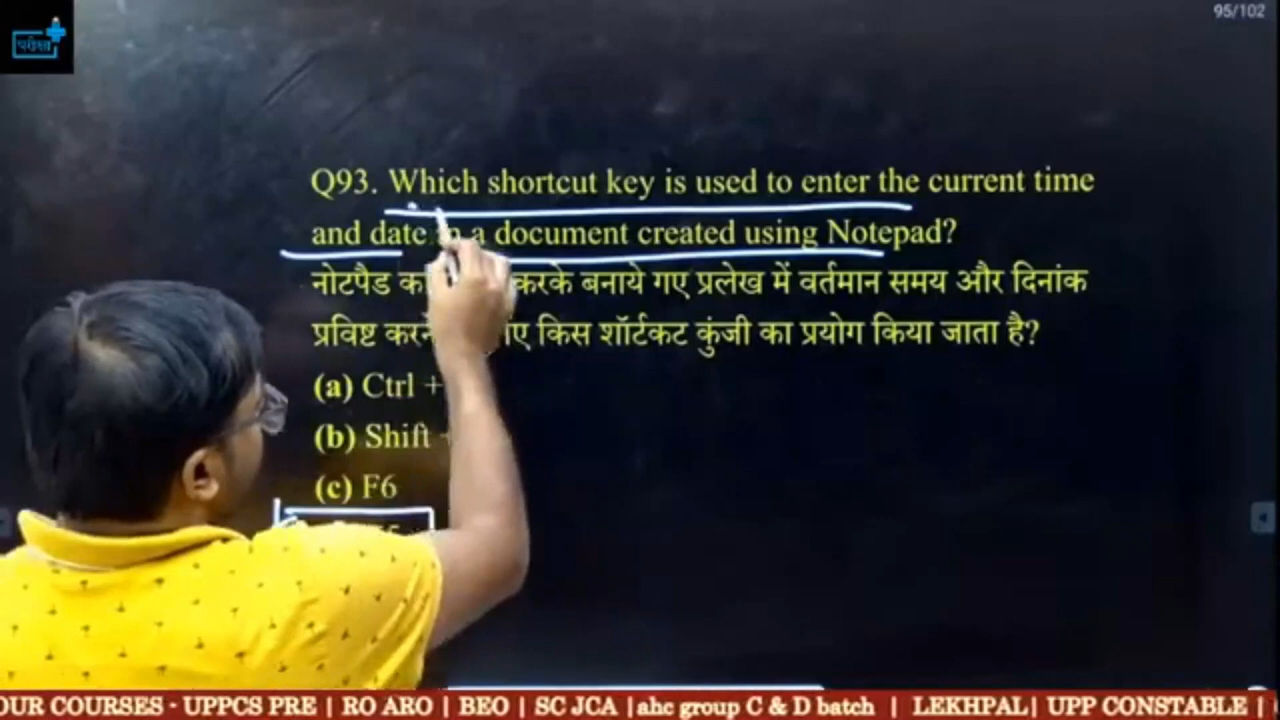 95/102
परीक्षा
Q93. Which shortcut key is used to enter the current time
and date in a document created using Notepad?
नोटपैड करके बनाये गए प्रलेख में वर्तमान समय और दिनांक
प्रविष्ट किस शॉर्टकट कुंजी का प्रयोग किया जाता है?
(a) Ctrl +
(b) Shift
(c) F6
OUR COURSES - UPPCS PRE | RO ARO | BEO | SC JCA |ahc group C & D batch | LEKHPAL| UPP CONSTABLE |